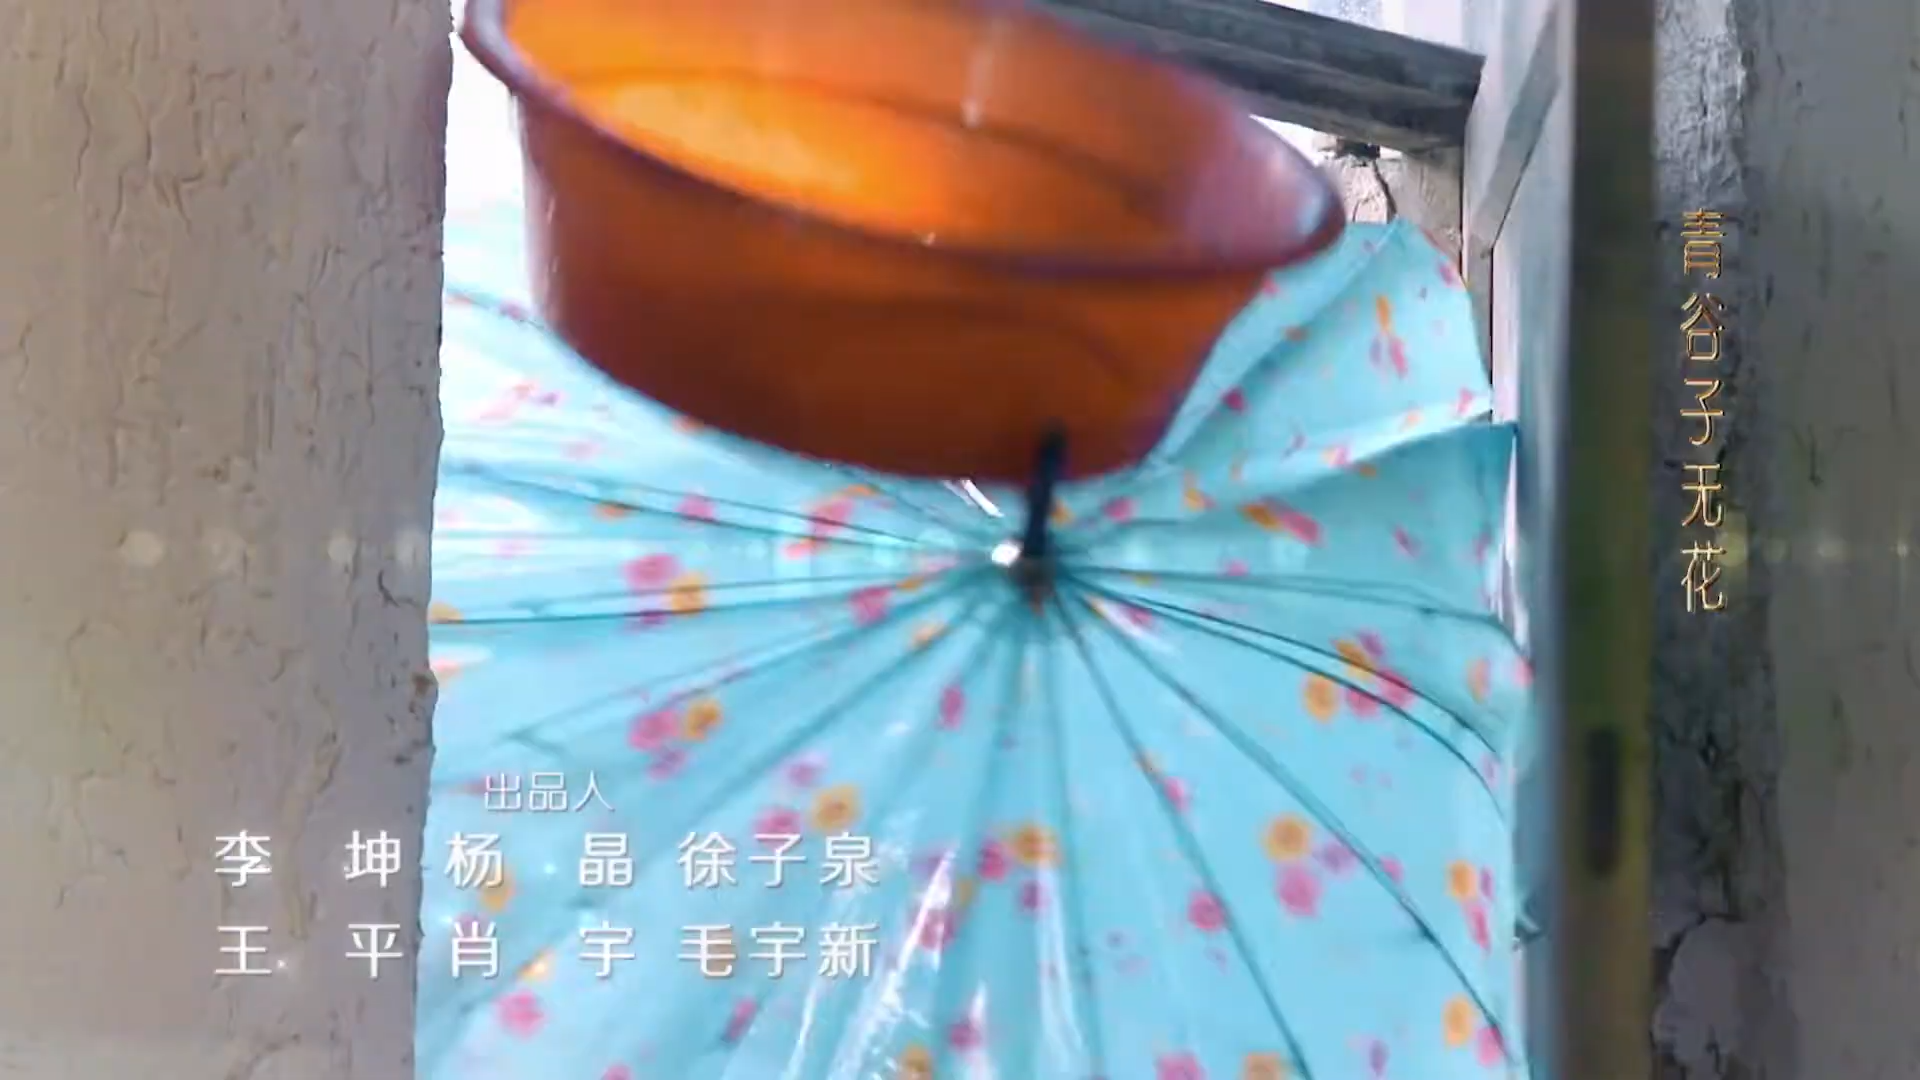 青谷子无花
出品人
李 坤 杨 晶 徐子泉
王 平 肖 宇 毛宇新